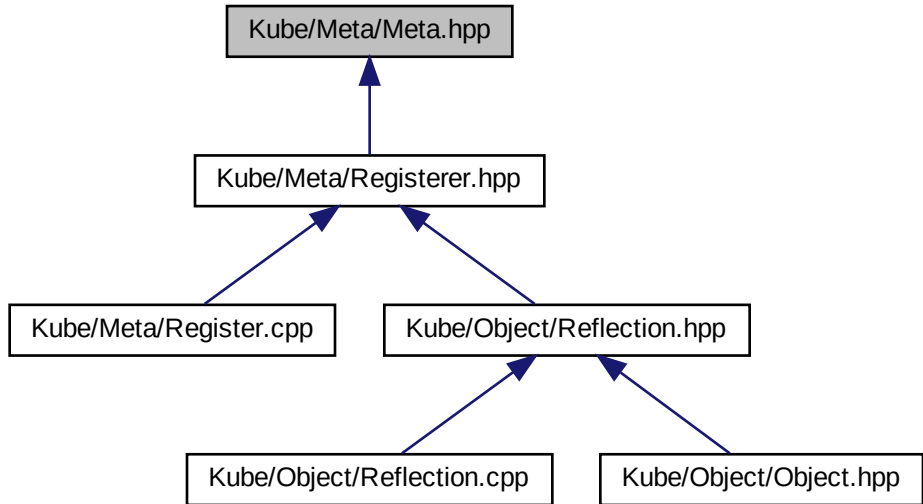 Kube/Meta/Meta.hpp
Kube/Meta/Registerer.hpp
Kube/Meta/Register.cpp
Kube/Object/Reflection.hpp
Kube/Object/Reflection.cpp
Kube/Object/Object.hpp